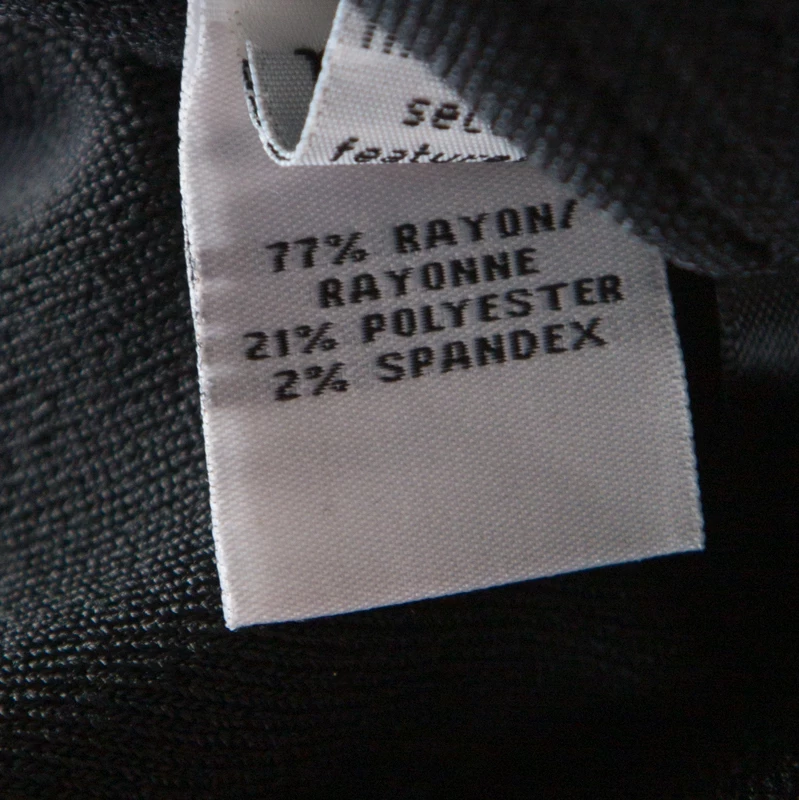 77% RAYON/
RAYONNE
21% POLYESTER
2% SPANDEX